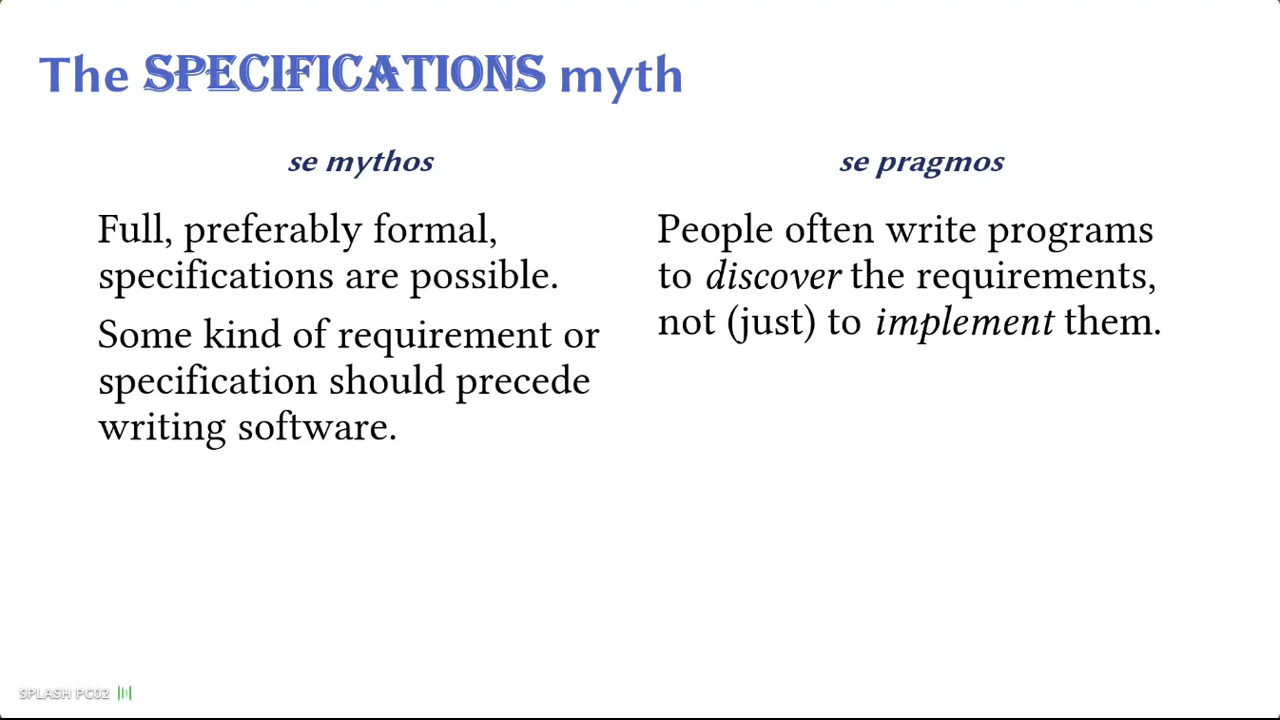 The SPECIFICATIONS myth
se mythos
Full, preferably formal,
specifications are possible.
Some kind of requirement or
specification should precede
writing software.
se pragmos
People often write programs
to discover the requirements,
not (just) to implement them.
SPLASH PC02